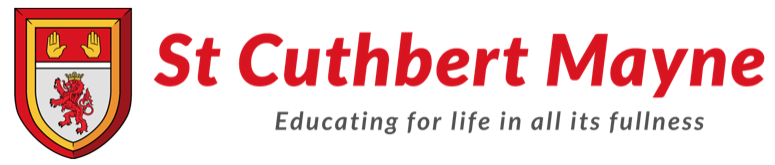 St Cuthbert Mayne
Educating for life in all its fullness